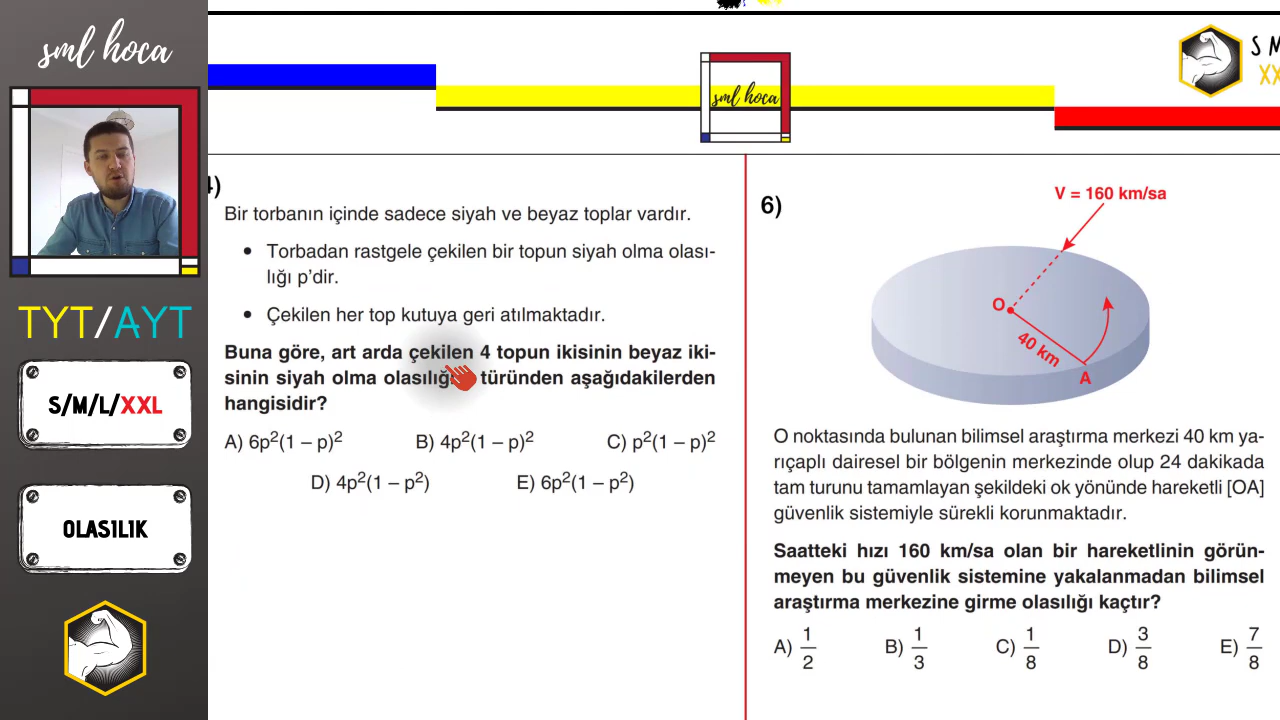 sml hoca
TYT/AYT
S/M/L/XXL
OLASILIK
sml hoca
S M
XX
4)
Bir torbanın içinde sadece siyah ve beyaz toplar vardır.
• Torbadan rastgele çekilen bir topun siyah olma olası-
lığı p'dir.
• Çekilen her top kutuya geri atılmaktadır.
Buna göre, art arda çekilen 4 topun ikisinin beyaz iki-
sinin siyah olma olasılığı türünden aşağıdakilerden
hangisidir?
A) 6p²(1 – p)² B) 4p²(1 – p)² C) p²(1 – p)²
D) 4p²(1 – p²) E) 6p²(1 – p²)
6)
V = 160 km/sa
O
40 km
A
O noktasında bulunan bilimsel araştırma merkezi 40 km ya-
rıçaplı dairesel bir bölgenin merkezinde olup 24 dakikada
tam turunu tamamlayan şekildeki ok yönünde hareketli [OA]
güvenlik sistemiyle sürekli korunmaktadır.
Saatteki hızı 160 km/sa olan bir hareketlinin görün-
meyen bu güvenlik sistemine yakalanmadan bilimsel
araştırma merkezine girme olasılığı kaçtır?
A) 1/2 B) 1/3 C) 1/8 D) 3/8 E) 7/8